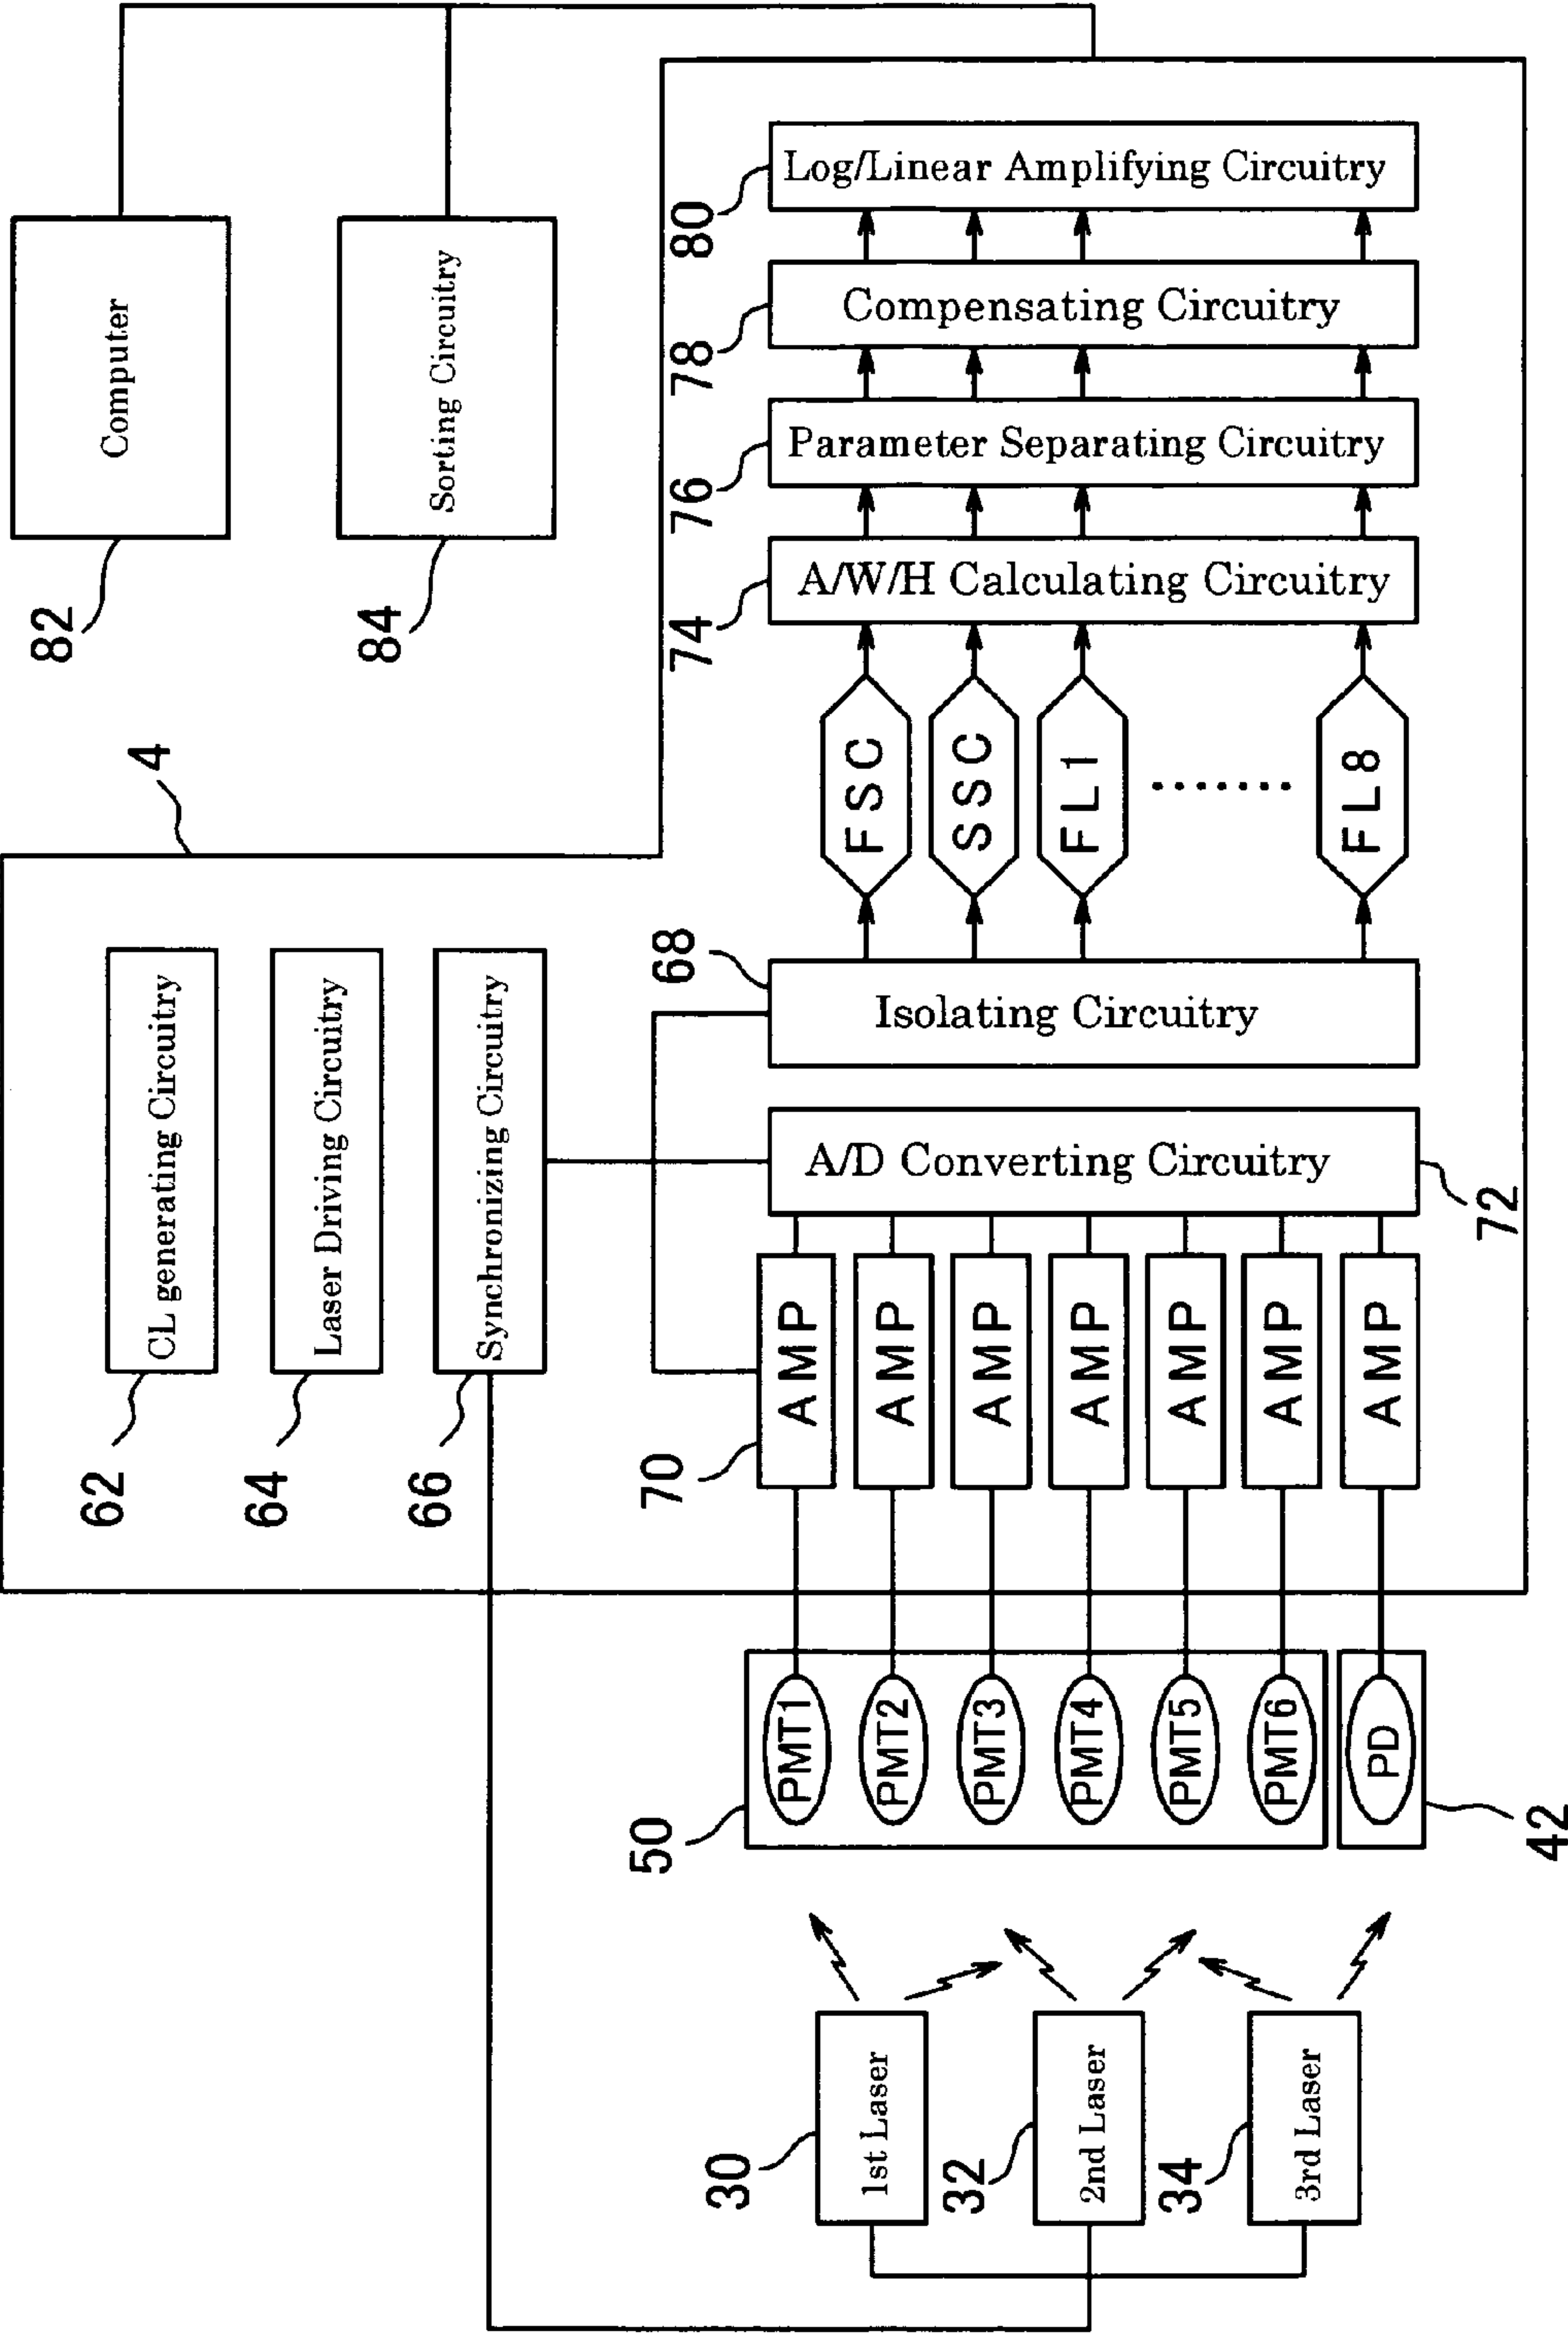 62
CL generating Circuitry
64
Laser Driving Circuitry
66
Synchronizing Circuitry
4
82
Computer
84
Sorting Circuitry
30
1st Laser
32
2nd Laser
34
3rd Laser
50
PMT1
PMT2
PMT3
PMT4
PMT5
PMT6
PD
42
70
AMP
AMP
AMP
AMP
AMP
AMP
AMP
A/D Converting Circuitry
72
68
Isolating Circuitry
FSC
SSC
FL1
.......
FL8
74
A/W/H Calculating Circuitry
76
Parameter Separating Circuitry
78
Compensating Circuitry
80
Log/Linear Amplifying Circuitry